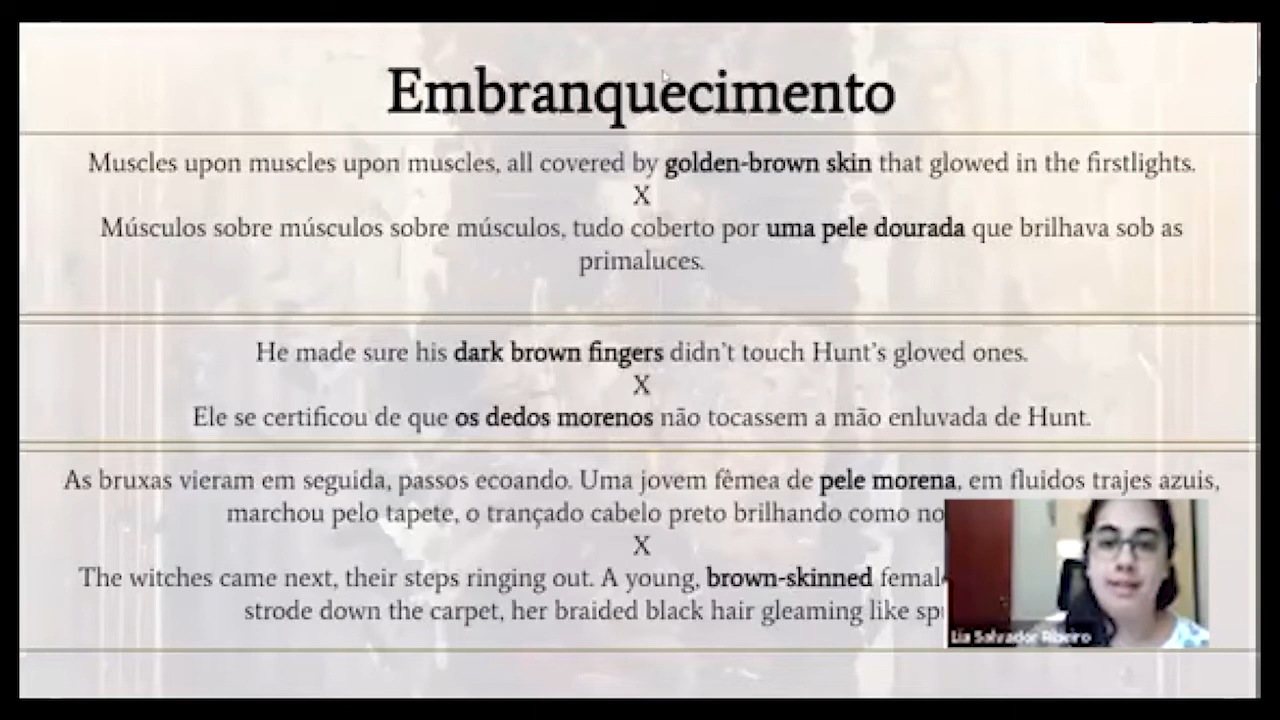 Embranquecimento
Muscles upon muscles upon muscles, all covered by golden-brown skin that glowed in the firstlights.
X
Músculos sobre músculos sobre músculos, tudo coberto por uma pele dourada que brilhava sob as
primaluces.
He made sure his dark brown fingers didn't touch Hunt's gloved ones.
X
Ele se certificou de que os dedos morenos não tocassem a mão enluvada de Hunt.
As bruxas vieram em seguida, passos ecoando. Uma jovem fêmea de pele morena, em fluidos trajes azuis,
marchou pelo tapete, o trançado cabelo preto brilhando como
X
The witches came next, their steps ringing out. A young, brown-skinned
strode down the carpet, her braided black hair gleaming like
Lia Salvador Ribeiro